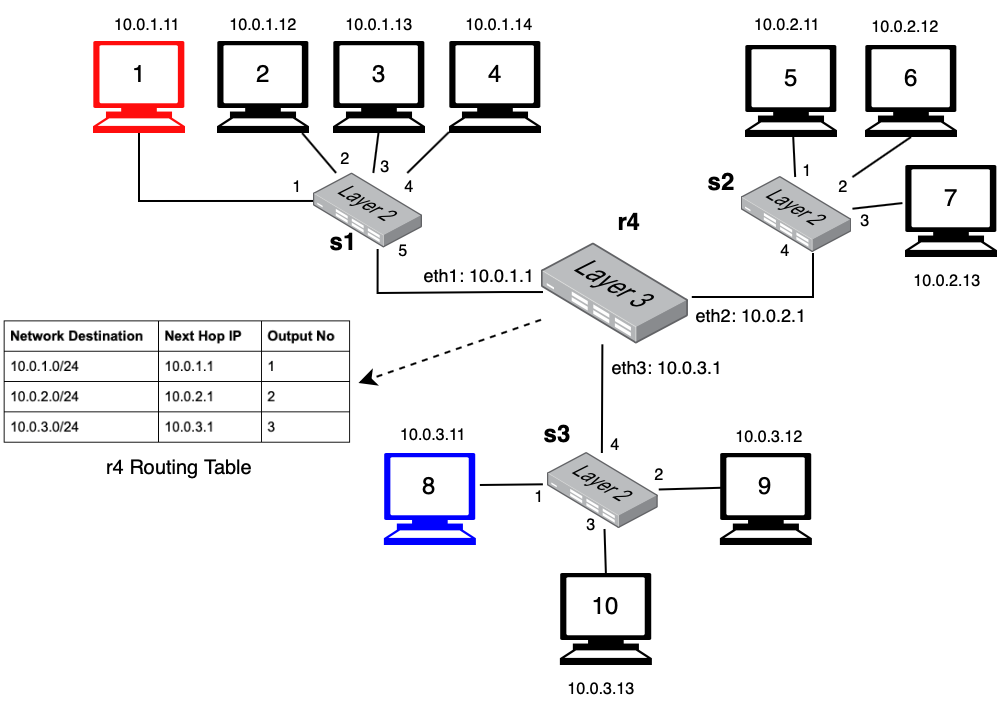 10.0.1.11
10.0.1.12
10.0.1.13
10.0.1.14
1
2
3
4
1
2
3
4
Layer 2
s1
5
10.0.2.11
10.0.2.12
5
6
7
10.0.2.13
1
2
3
4
s2
Layer 2
r4
Layer 3
eth1: 10.0.1.1
eth2: 10.0.2.1
eth3: 10.0.3.1
Network Destination Next Hop IP Output No
10.0.1.0/24 10.0.1.1 1
10.0.2.0/24 10.0.2.1 2
10.0.3.0/24 10.0.3.1 3
r4 Routing Table
10.0.3.11
8
s3
4
Layer 2
1
2
3
10.0.3.12
9
10
10.0.3.13